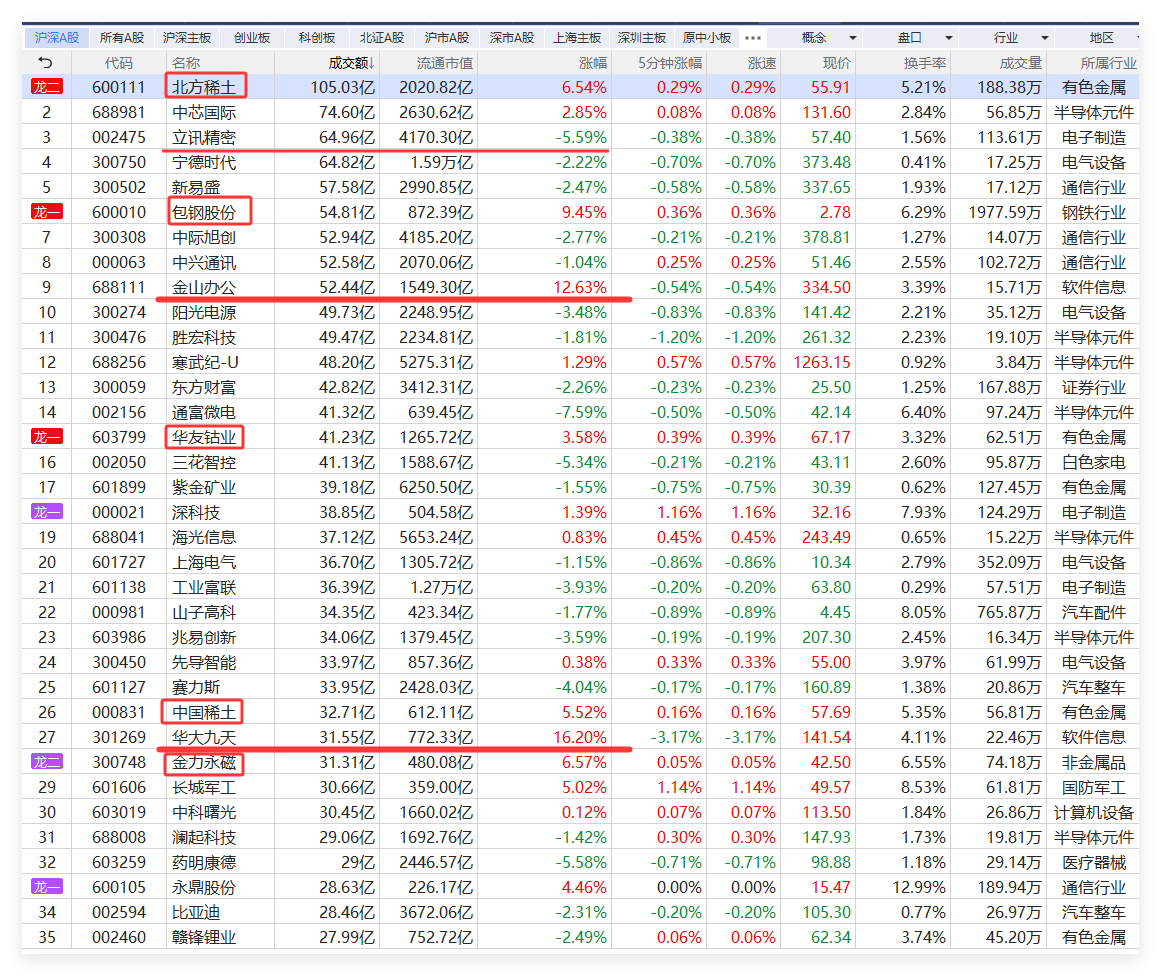 沪深A股 所有A股 沪深主板 创业板 科创板 北证A股 沪市A股 深市A股 上海主板 深圳主板 原中小板 ••• 概念 盘口 行业 地区
代码 名称 成交额↓ 流通市值 涨幅 5分钟涨幅 涨速 现价 换手率 成交量 所属行业
龙二 600111 北方稀土 105.03亿 2020.82亿 6.54% 0.29% 0.29% 55.91 5.21% 188.38万 有色金属
2 688981 中芯国际 74.60亿 2630.62亿 2.85% 0.08% 0.08% 131.60 2.84% 56.85万 半导体元件
3 002475 立讯精密 64.96亿 4170.30亿 -5.59% -0.38% -0.38% 57.40 1.56% 113.61万 电子制造
4 300750 宁德时代 64.82亿 1.59万亿 -2.22% -0.70% -0.70% 373.48 0.41% 17.25万 电气设备
5 300502 新易盛 57.58亿 2990.85亿 -2.47% -0.58% -0.58% 337.65 1.93% 17.12万 通信行业
龙一 600010 包钢股份 54.81亿 872.39亿 9.45% 0.36% 0.36% 2.78 6.29% 1977.59万 钢铁行业
7 300308 中际旭创 52.94亿 4185.20亿 -2.77% -0.21% -0.21% 378.81 1.27% 14.07万 通信行业
8 000063 中兴通讯 52.58亿 2070.06亿 -1.04% 0.25% 0.25% 51.46 2.55% 102.72万 通信行业
9 688111 金山办公 52.44亿 1549.30亿 12.63% -0.54% -0.54% 334.50 3.39% 15.71万 软件信息
10 300274 阳光电源 49.73亿 2248.95亿 -3.48% -0.83% -0.83% 141.42 2.21% 35.12万 电气设备
11 300476 胜宏科技 49.47亿 2234.81亿 -1.81% -1.20% -1.20% 261.32 2.23% 19.10万 半导体元件
12 688256 寒武纪-U 48.20亿 5275.31亿 1.29% 0.57% 0.57% 1263.15 0.92% 3.84万 半导体元件
13 300059 东方财富 42.82亿 3412.31亿 -2.26% -0.23% -0.23% 25.50 1.25% 167.88万 证券行业
14 002156 通富微电 41.32亿 639.45亿 -7.59% -0.50% -0.50% 42.14 6.40% 97.24万 半导体元件
龙一 603799 华友钴业 41.23亿 1265.72亿 3.58% 0.39% 0.39% 67.17 3.32% 62.51万 有色金属
16 002050 三花智控 41.13亿 1588.67亿 -5.34% -0.21% -0.21% 43.11 2.60% 95.87万 白色家电
17 601899 紫金矿业 39.18亿 6250.50亿 -1.55% -0.75% -0.75% 30.39 0.62% 127.45万 有色金属
龙一 000021 深科技 38.85亿 504.58亿 1.39% 1.16% 1.16% 32.16 7.93% 124.29万 电子制造
19 688041 海光信息 37.12亿 5653.24亿 0.83% 0.45% 0.45% 243.49 0.65% 15.22万 半导体元件
20 601727 上海电气 36.70亿 1305.72亿 -1.15% -0.86% -0.86% 10.34 2.79% 352.09万 电气设备
21 601138 工业富联 36.39亿 1.27万亿 -3.93% -0.20% -0.20% 63.80 0.29% 57.51万 电子制造
22 000981 山子高科 34.35亿 423.34亿 -1.77% -0.89% -0.89% 4.45 8.05% 765.87万 汽车配件
23 603986 兆易创新 34.06亿 1379.45亿 -3.59% -0.19% -0.19% 207.30 2.45% 16.34万 半导体元件
24 300450 先导智能 33.97亿 857.36亿 0.38% 0.33% 0.33% 55.00 3.97% 61.99万 电气设备
25 601127 赛力斯 33.95亿 2428.03亿 -4.04% -0.17% -0.17% 160.89 1.38% 20.86万 汽车整车
26 000831 中国稀土 32.71亿 612.11亿 5.52% 0.16% 0.16% 57.69 5.35% 56.81万 有色金属
27 301269 华大九天 31.55亿 772.33亿 16.20% -3.17% -3.17% 141.54 4.11% 22.46万 软件信息
龙二 300748 金力永磁 31.31亿 480.08亿 6.57% 0.05% 0.05% 42.50 6.55% 74.18万 非金属品
29 601606 长城军工 30.66亿 359.00亿 5.02% 1.14% 1.14% 49.57 8.53% 61.81万 国防军工
30 603019 中科曙光 30.45亿 1660.02亿 0.12% 0.07% 0.07% 113.50 1.84% 26.86万 计算机设备
31 688008 澜起科技 29.06亿 1692.76亿 -1.42% 0.30% 0.30% 147.93 1.73% 19.81万 半导体元件
32 603259 药明康德 29亿 2446.57亿 -5.58% -0.71% -0.71% 98.88 1.18% 29.14万 医疗器械
龙一 600105 永鼎股份 28.63亿 226.17亿 4.46% 0.00% 0.00% 15.47 12.99% 189.94万 通信行业
34 002594 比亚迪 28.46亿 3672.06亿 -2.31% -0.20% -0.20% 105.30 0.77% 26.97万 汽车整车
35 002460 赣锋锂业 27.99亿 752.72亿 -2.49% 0.06% 0.06% 62.34 3.74% 45.20万 有色金属